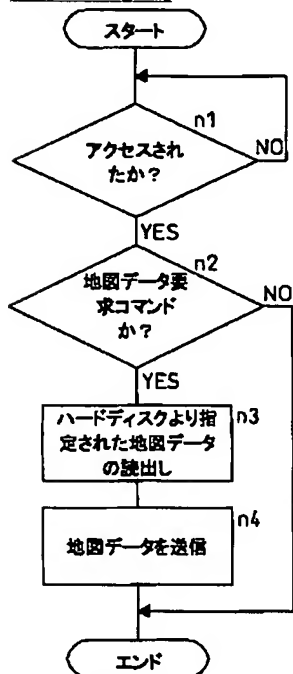 スタート
n1
アクセスされ
たか？
NO
YES
n2
地図データ要
求コマンド
か？
NO
YES
ハードディスクより指
定された地図データ
の読出し
n3
n4
地図データを送信
エンド